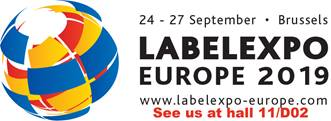 24 - 27 September • Brussels
LABELEXPO
EUROPE 2019
www.labelexpo-europe.com
See us at hall 11/D02